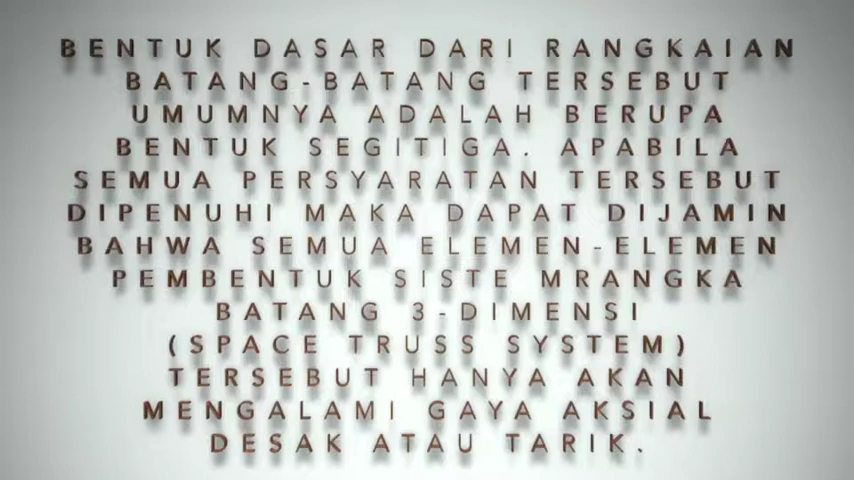 BENTUK DASAR DARI RANGKAIAN
BATANG-BATANG TERSEBUT
UMUMNYA ADALAH BERUPA
BENTUK SEGITIGA. APABILA
SEMUA PERSYARATAN TERSEBUT
DIPENUHI MAKA DAPAT DIJAMIN
BAHWA SEMUA ELEMEN-ELEMEN
PEMBENTUK SISTE MRANGKA
BATANG 3-DIMENSI
(SPACE TRUSS SYSTEM)
TERSEBUT HANYA AKAN
MENGALAMI GAYA AKSIAL
DESAK ATAU TARIK.